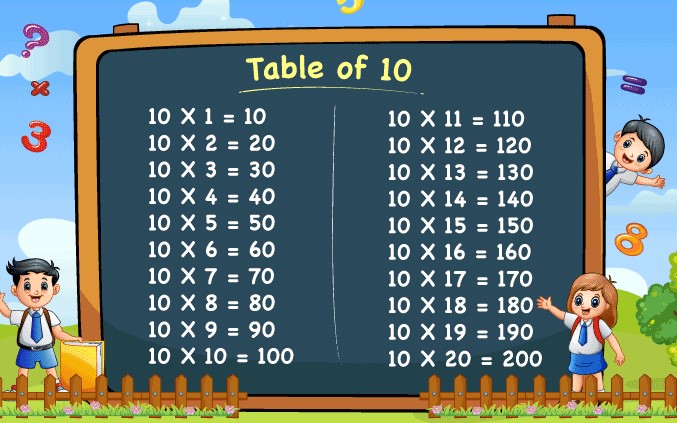 Table of 10
10 X 1 = 10
10 X 2 = 20
10 X 3 = 30
10 X 4 = 40
10 X 5 = 50
10 X 6 = 60
10 X 7 = 70
10 X 8 = 80
10 X 9 = 90
10 X 10 = 100
10 X 11 = 110
10 X 12 = 120
10 X 13 = 130
10 X 14 = 140
10 X 15 = 150
10 X 16 = 160
10 X 17 = 170
10 X 18 = 180
10 X 19 = 190
10 X 20 = 200
?
×
3
=
8